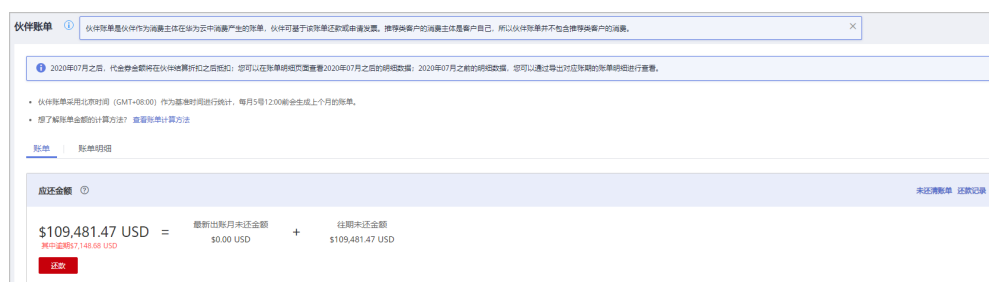 伙伴账单
伙伴账单是伙伴作为消费主体在华为云中消费产生的账单，伙伴可基于该账单还款或申请发票。推荐类客户的消费主体是客户自己，所以伙伴账单并不包含推荐类客户的消费。
2020年07月之后，代金券金额将在伙伴结算折扣之后抵扣；您可以在账单明细页面查看2020年07月之后的明细数据；2020年07月之前的明细数据，您可以通过导出对应账期的账单明细进行查看。
• 伙伴账单采用北京时间（GMT+08:00）作为基准时间进行统计，每月5号12:00前会生成上个月的账单。
• 想了解账单金额的计算方法？ 查看账单计算方法
账单 账单明细
应还金额 未还清账单 还款记录
$109,481.47 USD = 最新出账月未还金额 + 往期未还金额
$0.00 USD $109,481.47 USD
其中逾期$7,148.68 USD
还款